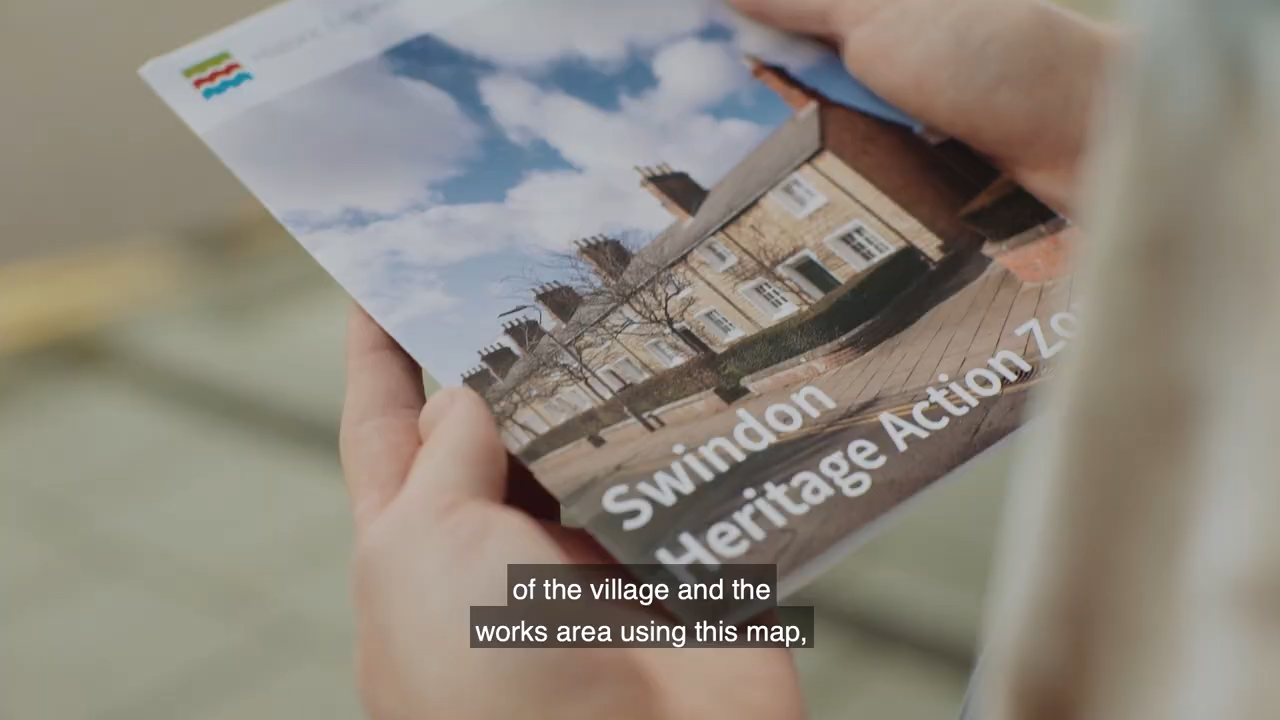 Swindon
Heritage Action Zo
of the village and the
works area using this map,